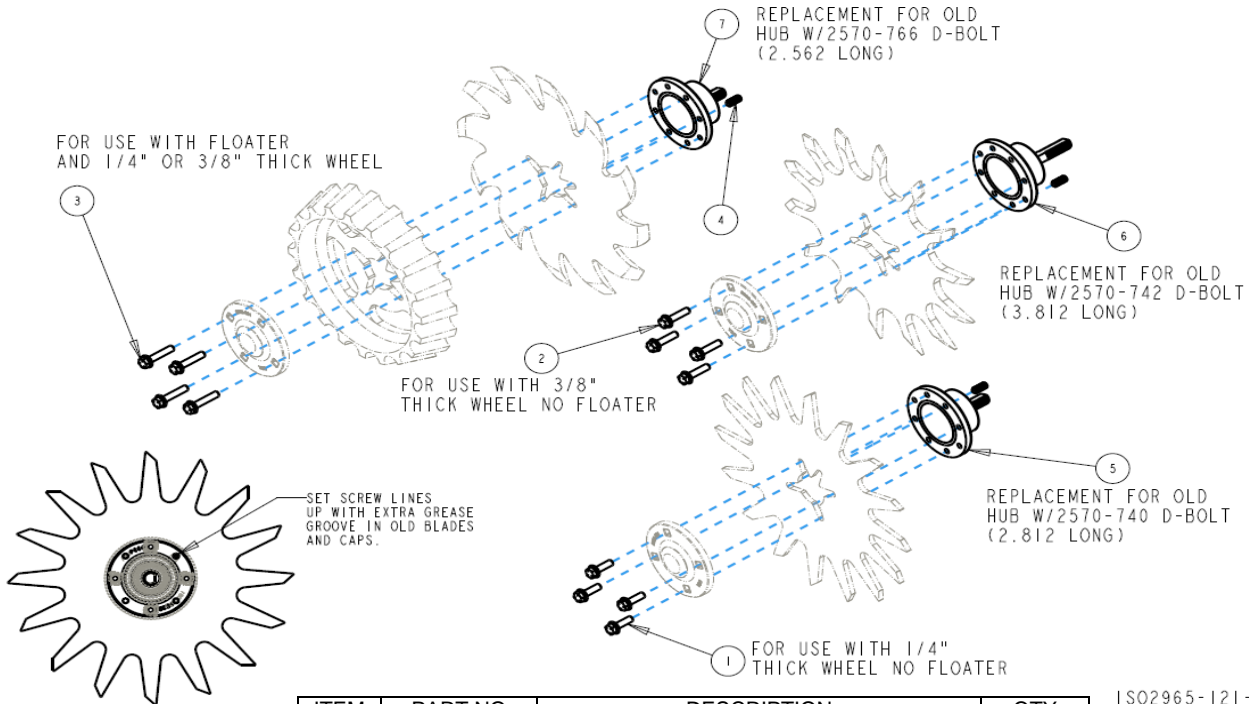 7
REPLACEMENT FOR OLD
HUB W/2570-766 D-BOLT
(2.562 LONG)
FOR USE WITH FLOATER
AND 1/4" OR 3/8" THICK WHEEL
3
4
6
REPLACEMENT FOR OLD
HUB W/2570-742 D-BOLT
(3.812 LONG)
2
FOR USE WITH 3/8"
THICK WHEEL NO FLOATER
5
REPLACEMENT FOR OLD
HUB W/2570-740 D-BOLT
(2.812 LONG)
SET SCREW LINES
UP WITH EXTRA GREASE
GROOVE IN OLD BLADES
AND CAPS.
1
FOR USE WITH 1/4"
THICK WHEEL NO FLOATER
ITEM PART NO DESCRIPTION QTY
ISO2965-121-